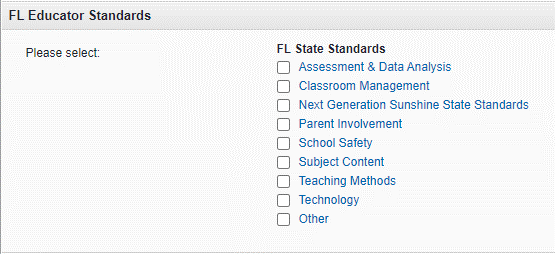 FL Educator Standards
Please select:
FL State Standards
Assessment & Data Analysis
Classroom Management
Next Generation Sunshine State Standards
Parent Involvement
School Safety
Subject Content
Teaching Methods
Technology
Other